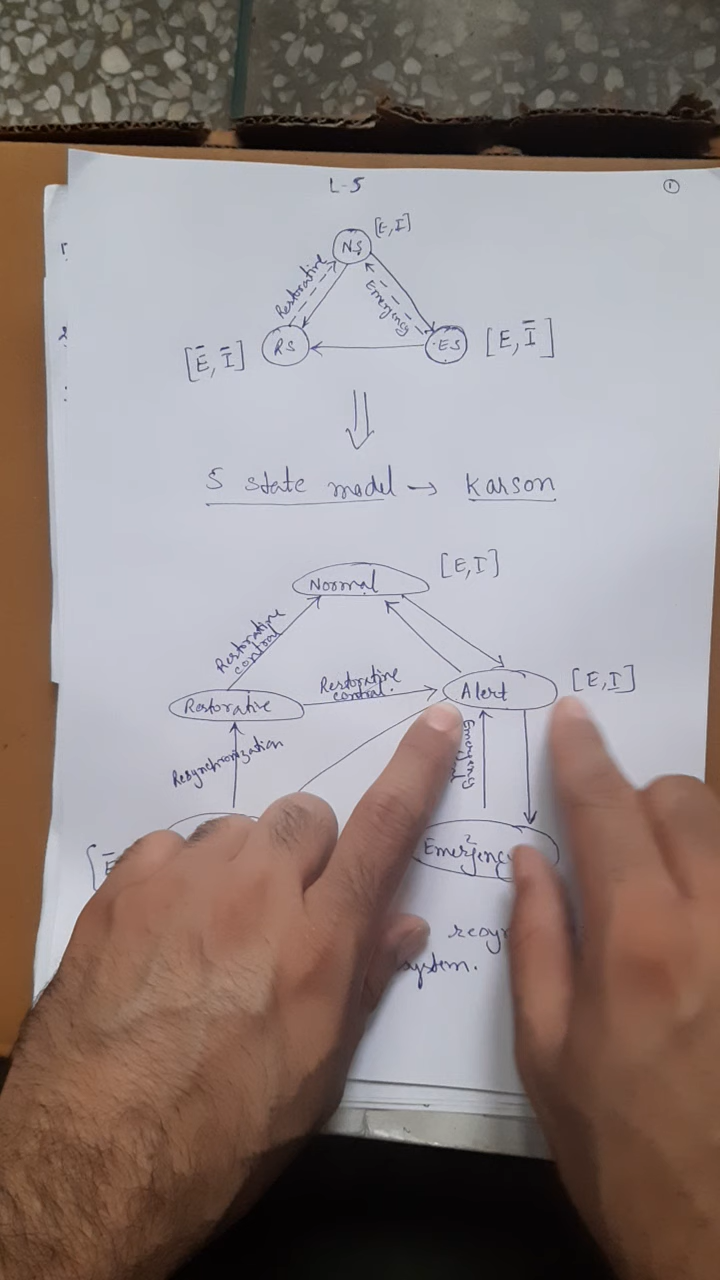 L-5
①
[E,I]
NS
Restorative
Emergency
[Ē, Ī]
RS
ES
[E, Ī]
5 state model → Karson
Normal
[E, I]
Restorative
control
Restorative
control.
Restorative
Alert
[E, I]
Resynchronization
Emergency
Emergency
system.